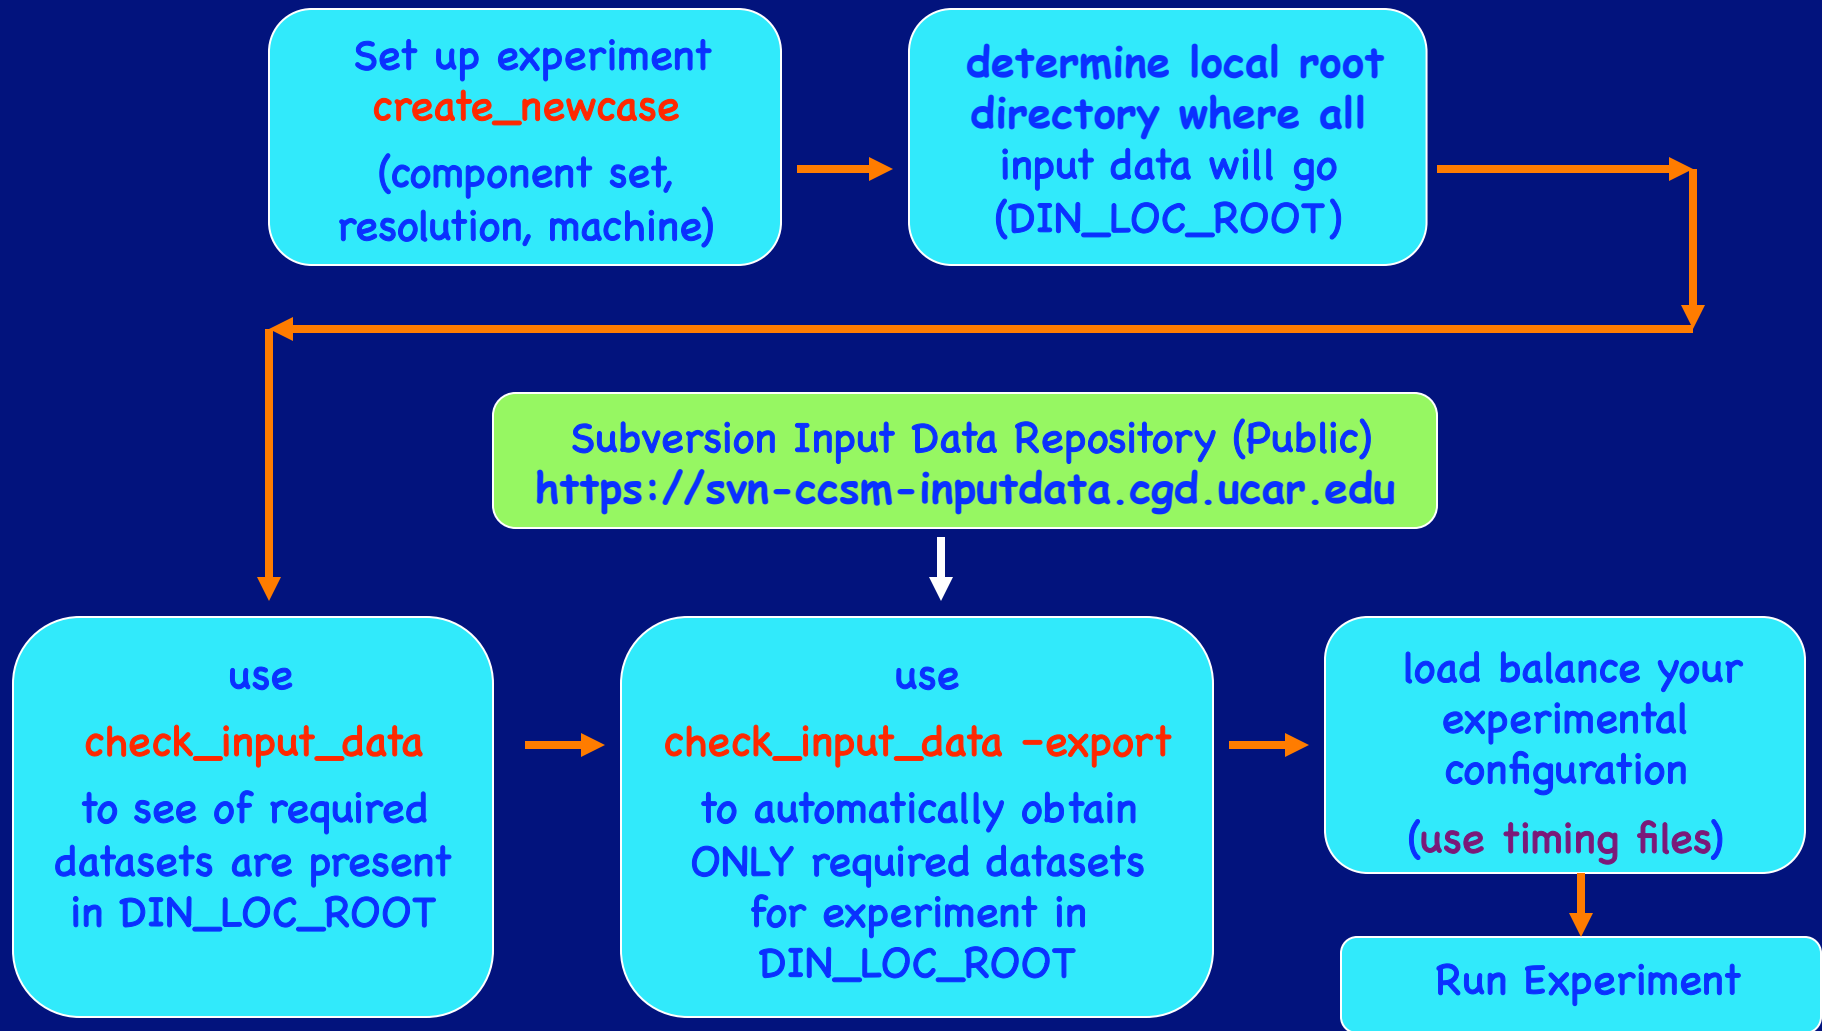 Set up experiment
create_newcase
(component set,
resolution, machine)
determine local root
directory where all
input data will go
(DIN_LOC_ROOT)
Subversion Input Data Repository (Public)
https://svn-ccsm-inputdata.cgd.ucar.edu
use
check_input_data
to see of required
datasets are present
in DIN_LOC_ROOT
use
check_input_data –export
to automatically obtain
ONLY required datasets
for experiment in
DIN_LOC_ROOT
load balance your
experimental
configuration
(use timing files)
Run Experiment